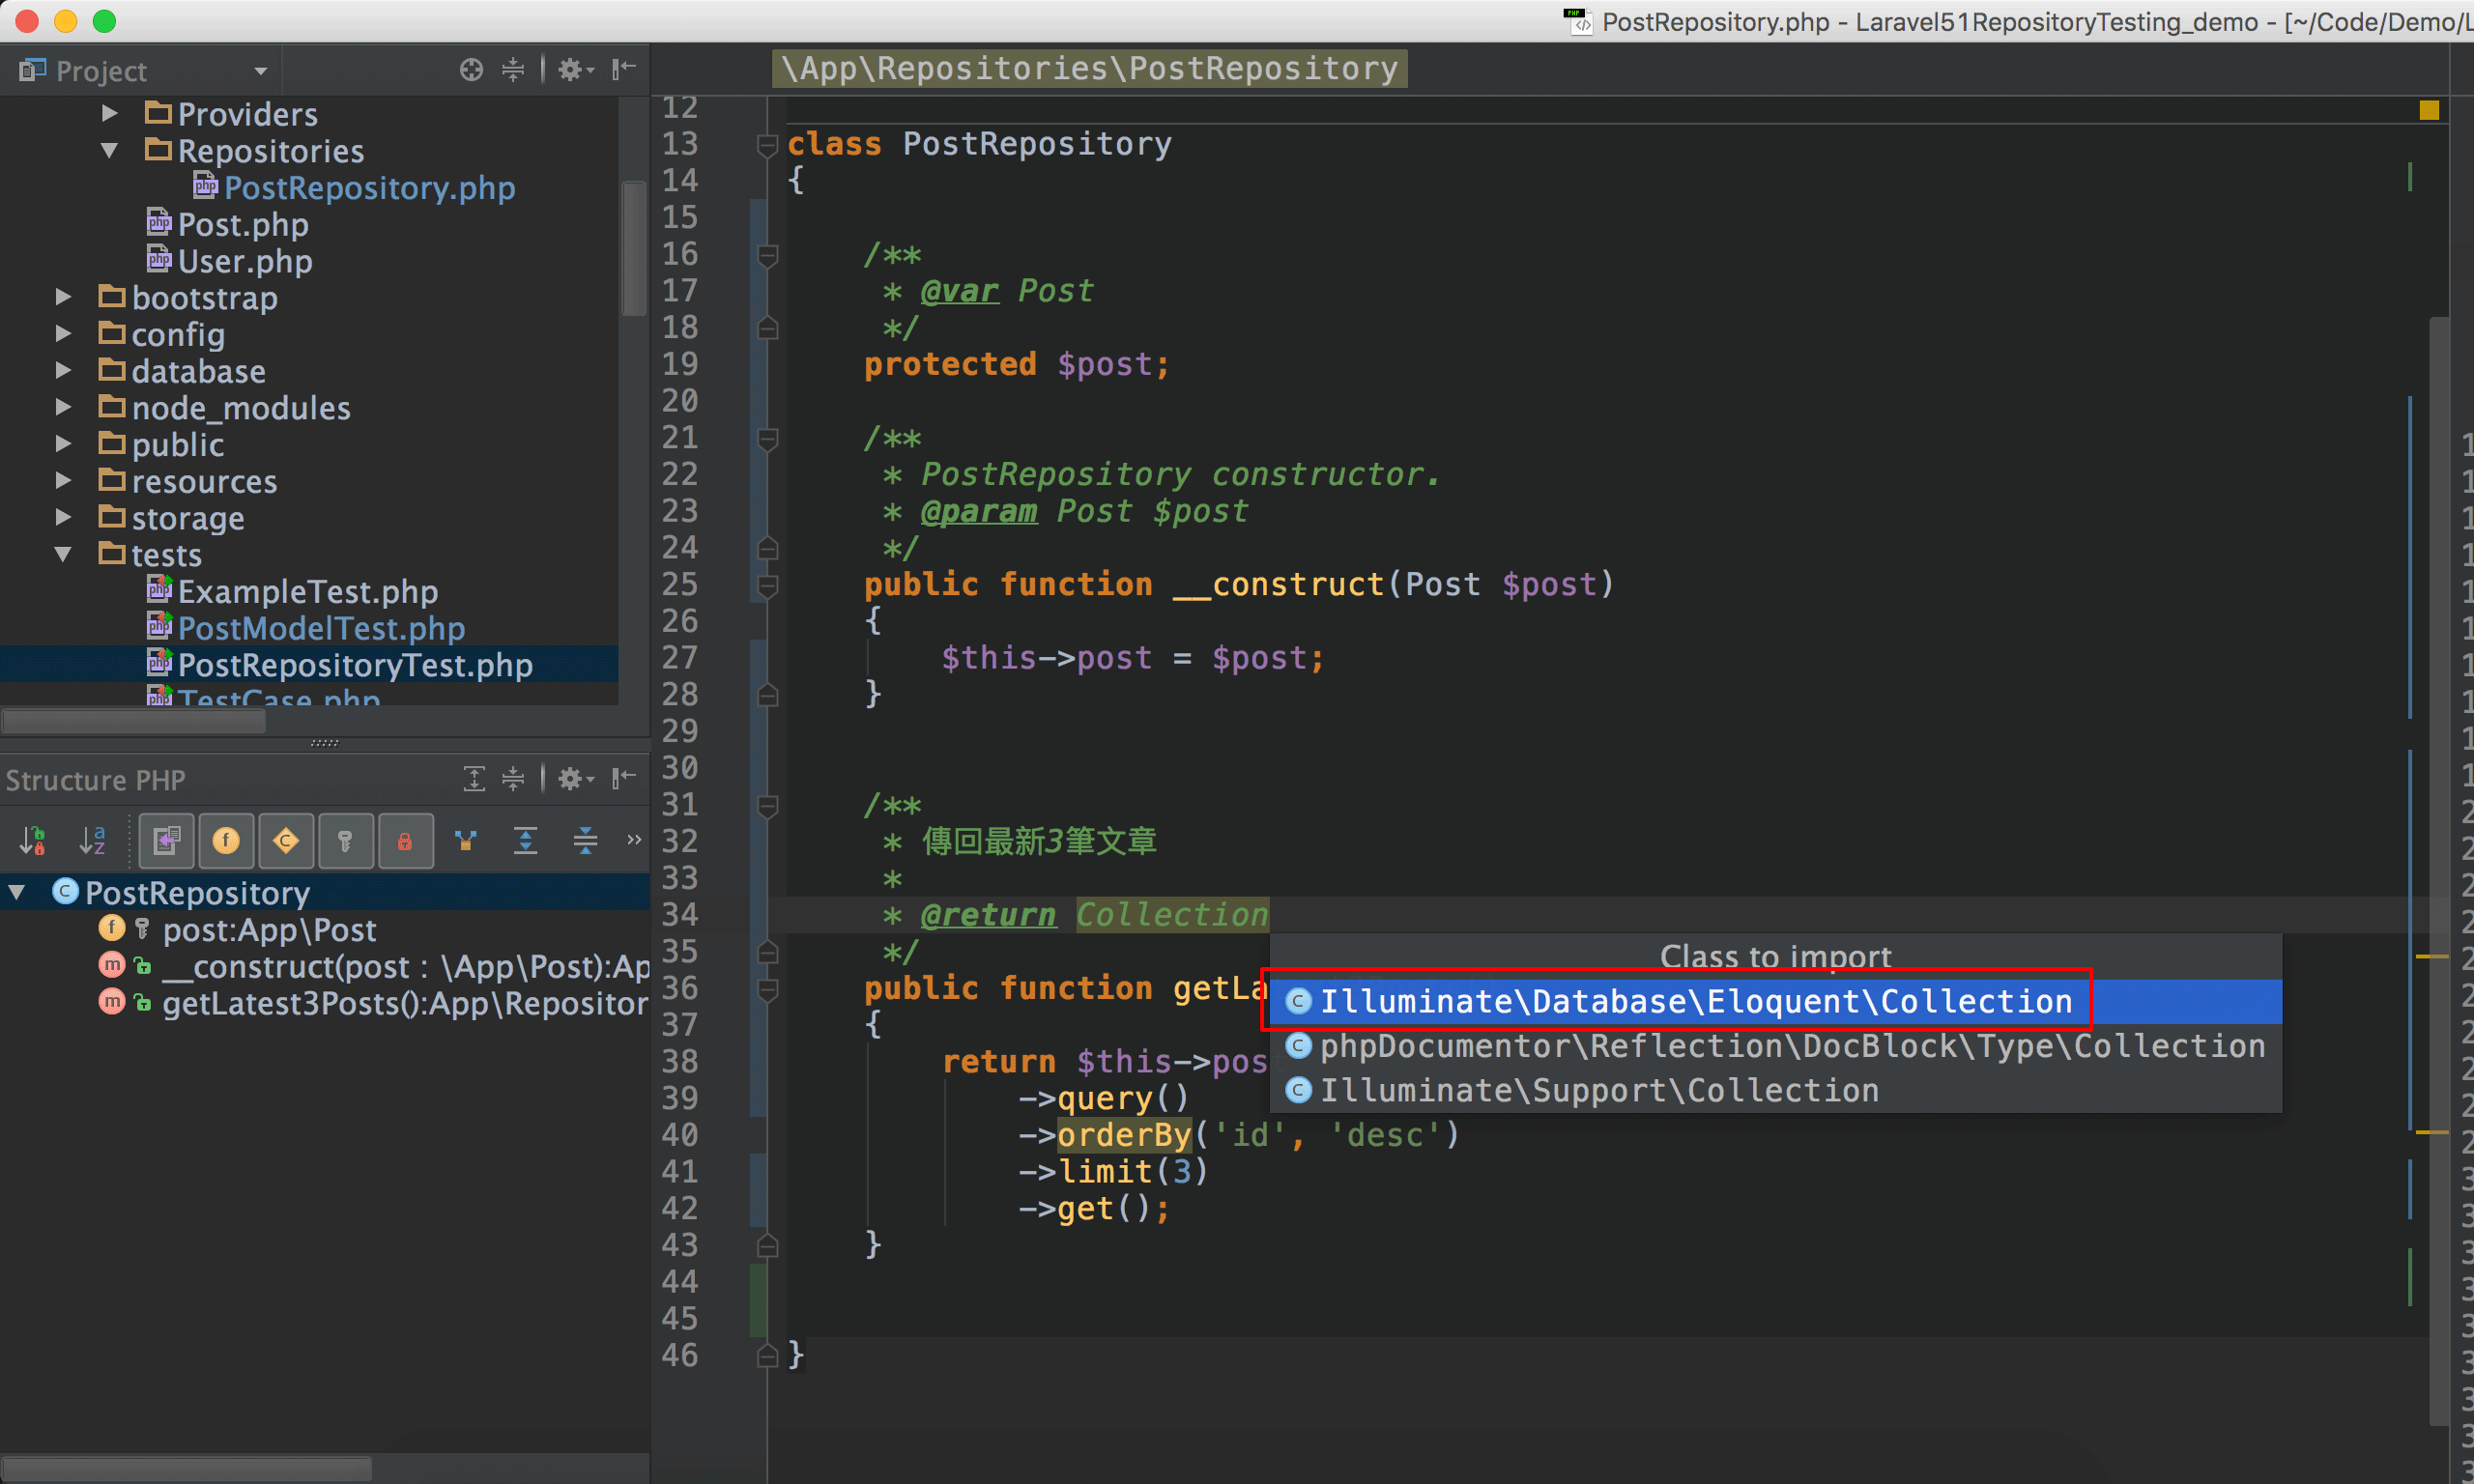 PostRepository.php - Laravel51RepositoryTesting_demo - [~/Code/Demo/L
Project
Providers
Repositories
PostRepository.php
Post.php
User.php
bootstrap
config
database
node_modules
public
resources
storage
tests
ExampleTest.php
PostModelTest.php
PostRepositoryTest.php
TestCase.php
Structure PHP
PostRepository
post:App\Post
__construct(post : \App\Post):Ap
getLatest3Posts():App\Repositor
\App\Repositories\PostRepository
12
13 class PostRepository
14 {
15
16 /**
17 * @var Post
18 */
19 protected $post;
20
21 /**
22 * PostRepository constructor.
23 * @param Post $post
24 */
25 public function __construct(Post $post)
26 {
27 $this->post = $post;
28 }
29
30
31 /**
32 * 傳回最新3筆文章
33 *
34 * @return Collection
35 */
36 public function getLa
37 {
38 return $this->pos
39 ->query()
40 ->orderBy('id', 'desc')
41 ->limit(3)
42 ->get();
43 }
44
45
46 }
Class to import
Illuminate\Database\Eloquent\Collection
phpDocumentor\Reflection\DocBlock\Type\Collection
Illuminate\Support\Collection